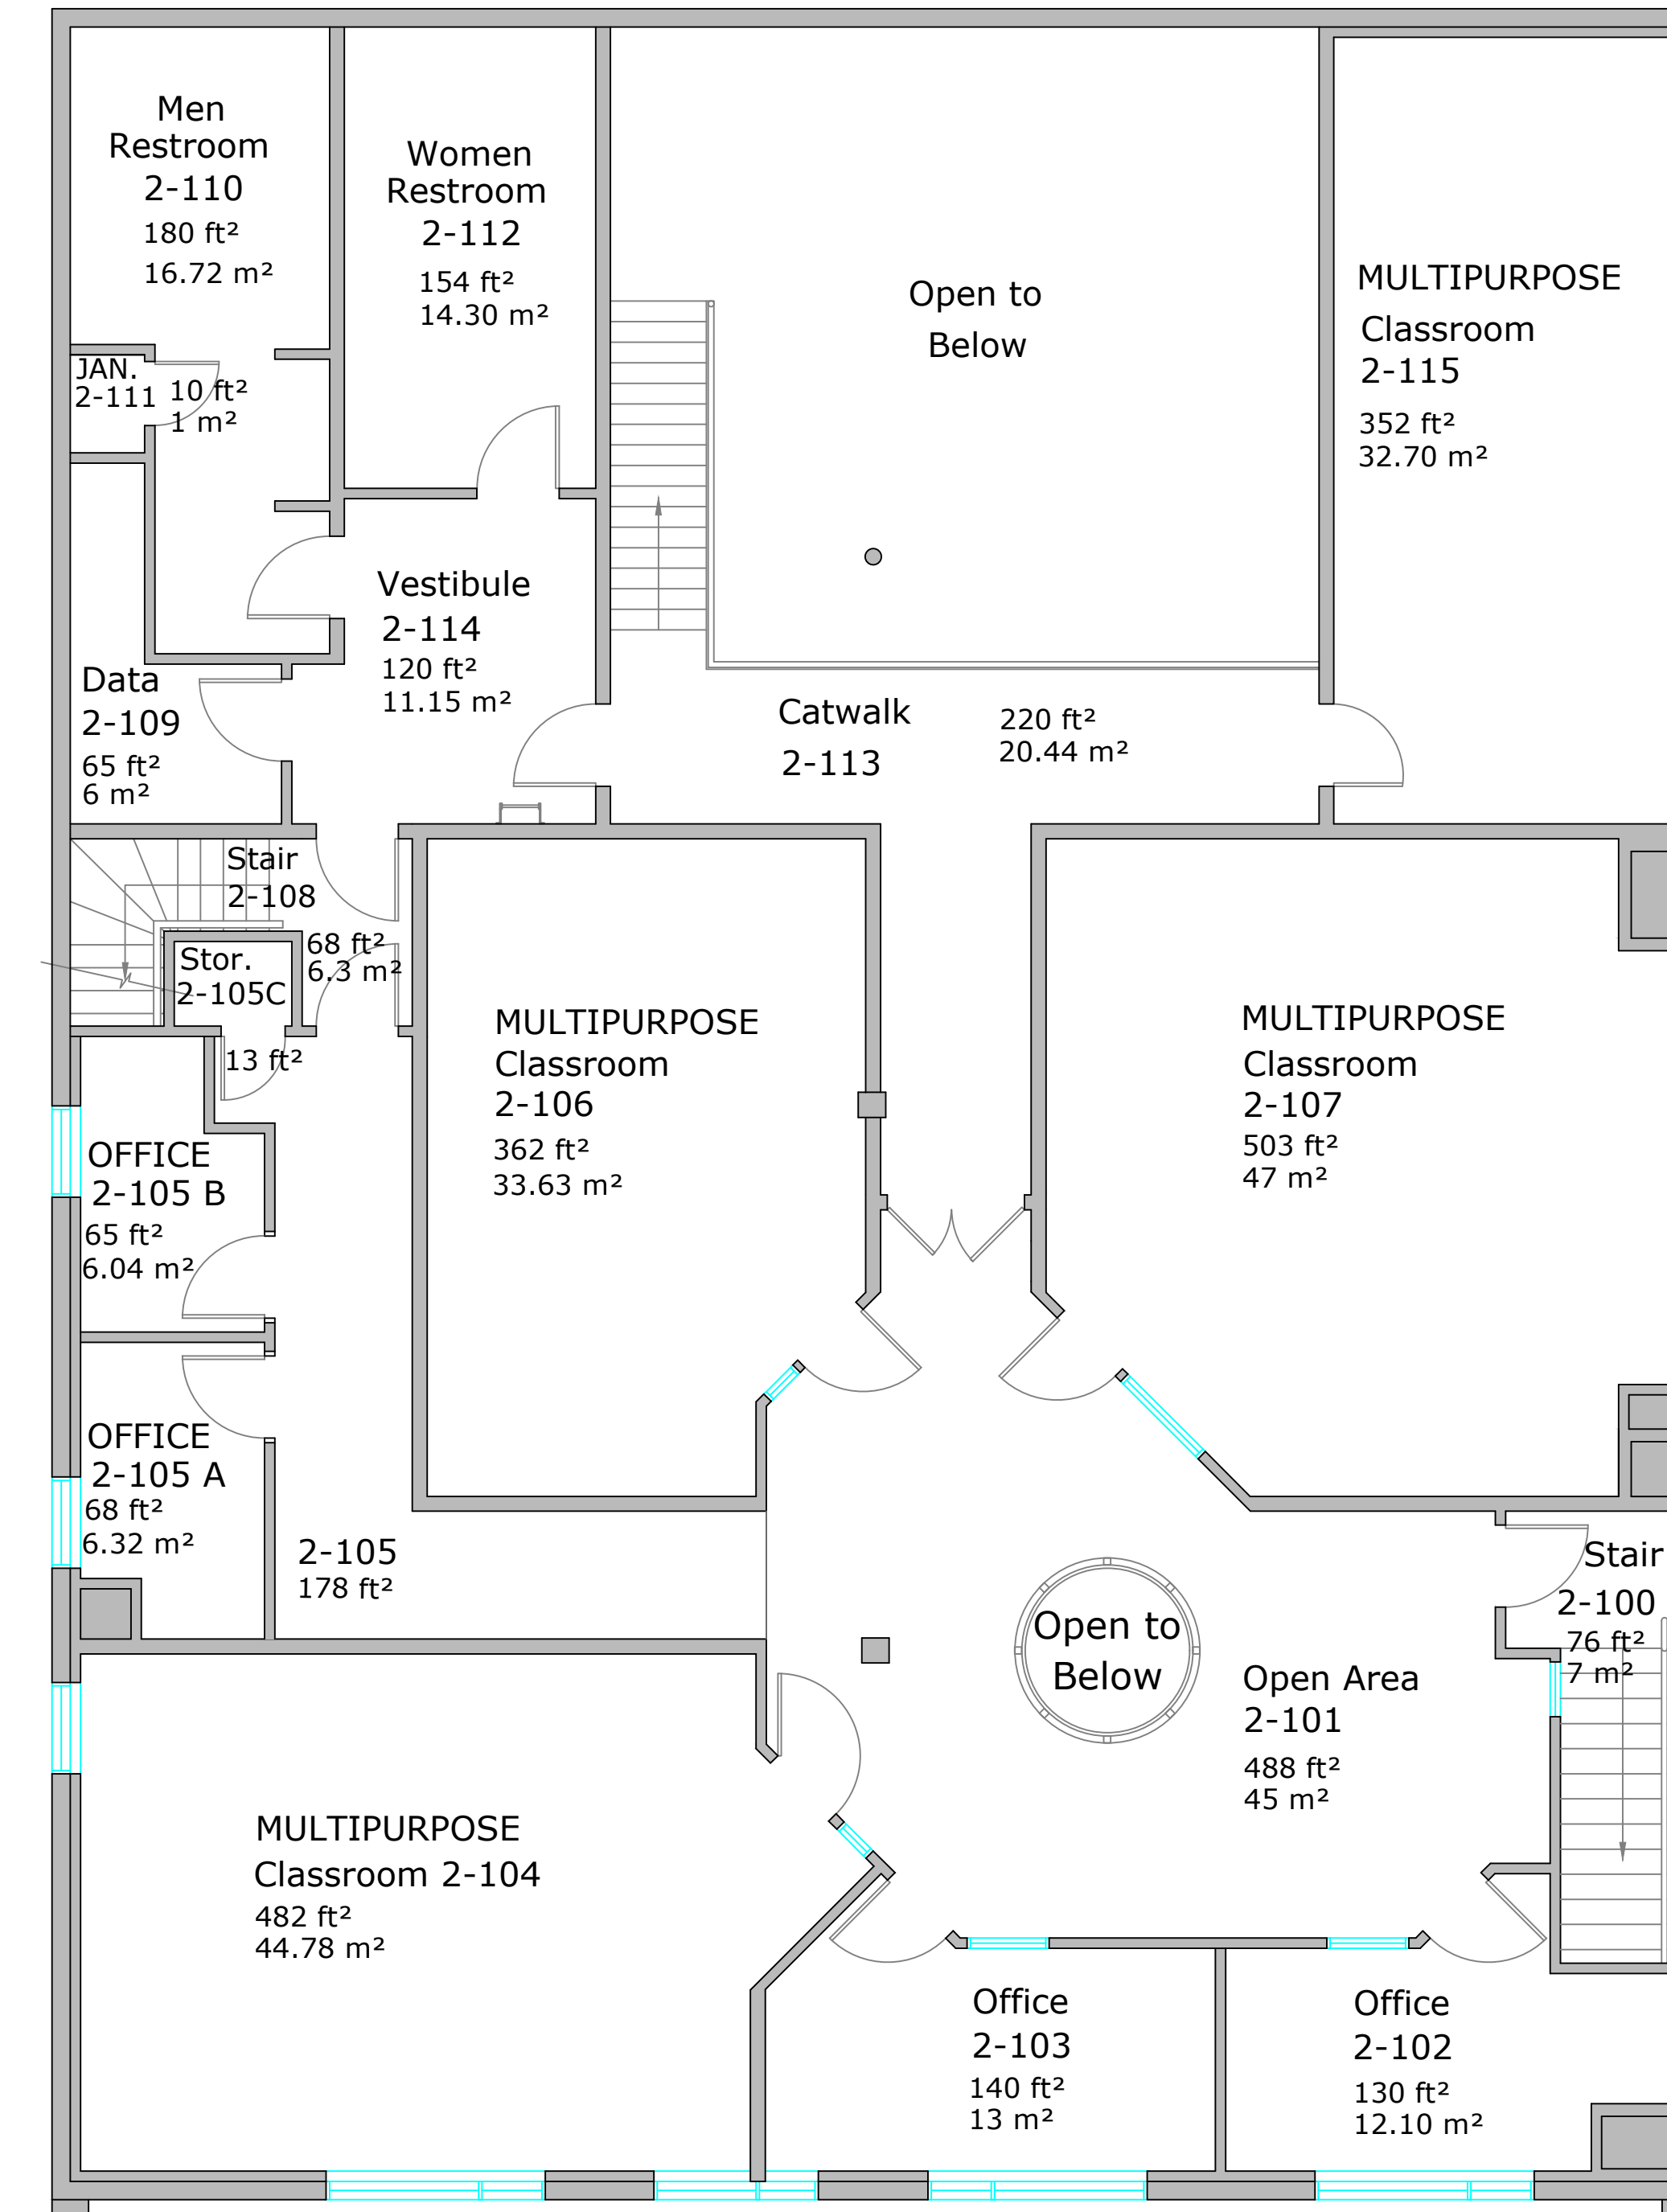 Men
Restroom
2-110
180 ft²
16.72 m²
Women
Restroom
2-112
154 ft²
14.30 m²
Open to
Below
MULTIPURPOSE
Classroom
2-115
352 ft²
32.70 m²
JAN.
2-111
10 ft²
1 m²
Vestibule
2-114
120 ft²
11.15 m²
Data
2-109
65 ft²
6 m²
Catwalk
2-113
220 ft²
20.44 m²
Stair
2-108
68 ft²
6.3 m²
Stor.
2-105C
13 ft²
MULTIPURPOSE
Classroom
2-106
362 ft²
33.63 m²
MULTIPURPOSE
Classroom
2-107
503 ft²
47 m²
OFFICE
2-105 B
65 ft²
6.04 m²
OFFICE
2-105 A
68 ft²
6.32 m²
2-105
178 ft²
Open to
Below
Stair
2-100
76 ft²
7 m²
Open Area
2-101
488 ft²
45 m²
MULTIPURPOSE
Classroom 2-104
482 ft²
44.78 m²
Office
2-103
140 ft²
13 m²
Office
2-102
130 ft²
12.10 m²